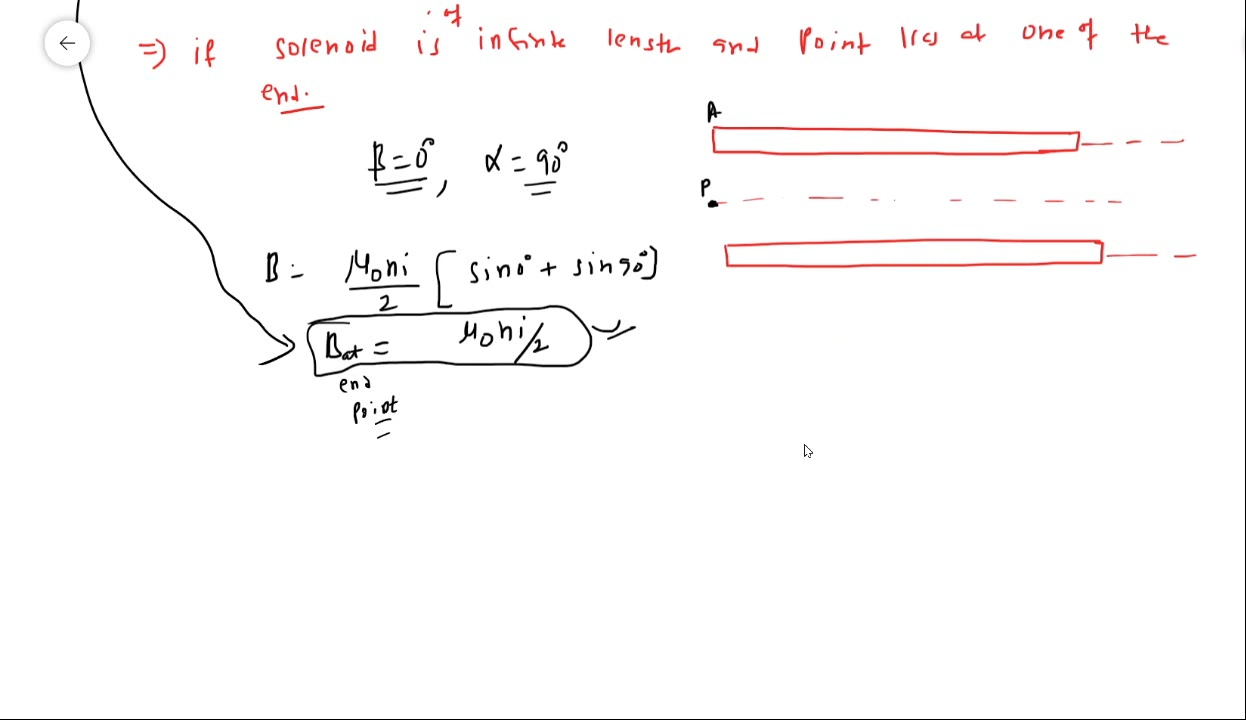 ⇒ if solenoid is of infinite length and Point lies at one of the
end.
A
β = 0°, α = 90°
P
B = μ₀ni/2 [sin0° + sin90°]
B at = μ₀ni/2
end
point